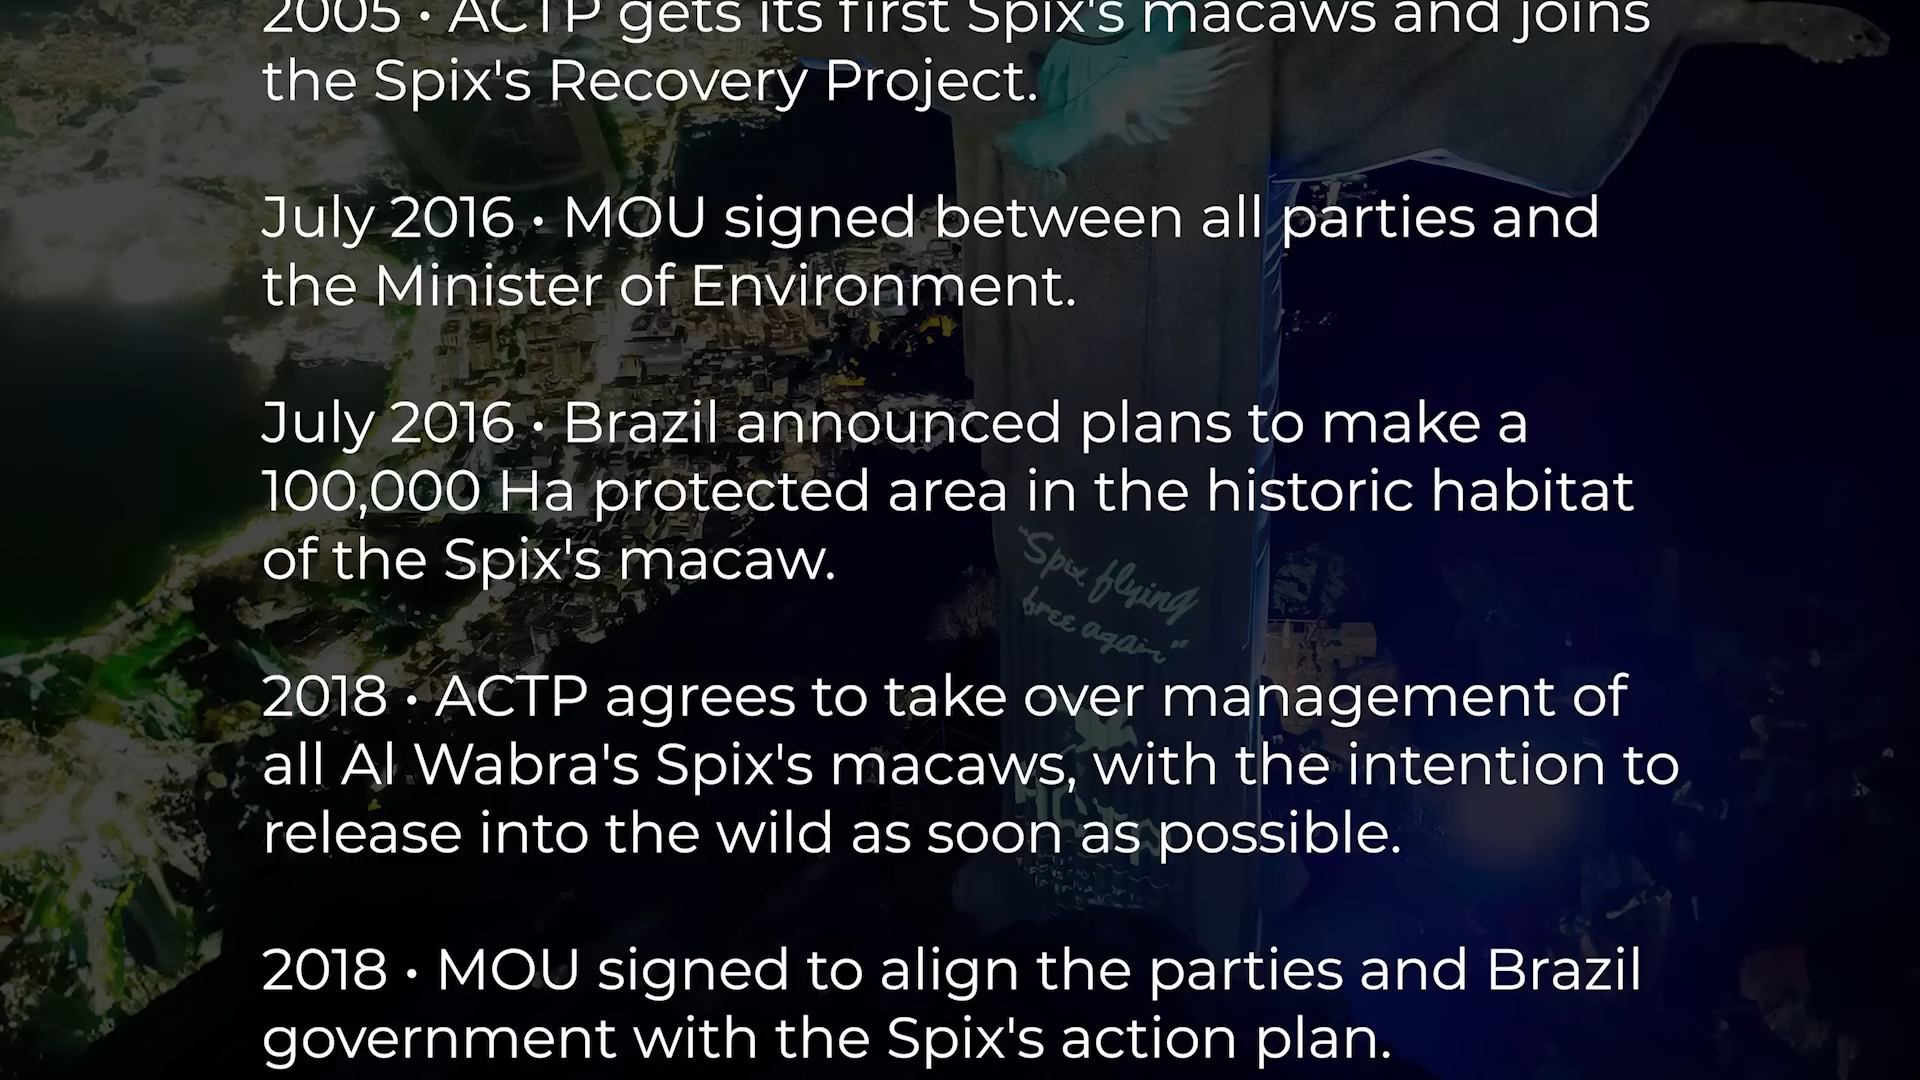 2005 • ACTP gets its first Spix's macaws and joins
the Spix's Recovery Project.
July 2016 • MOU signed between all parties and
the Minister of Environment.
July 2016 • Brazil announced plans to make a
100,000 Ha protected area in the historic habitat
of the Spix's macaw.
"Spix flying
free again"
2018 • ACTP agrees to take over management of
all Al Wabra's Spix's macaws, with the intention to
release into the wild as soon as possible.
2018 • MOU signed to align the parties and Brazil
government with the Spix's action plan.